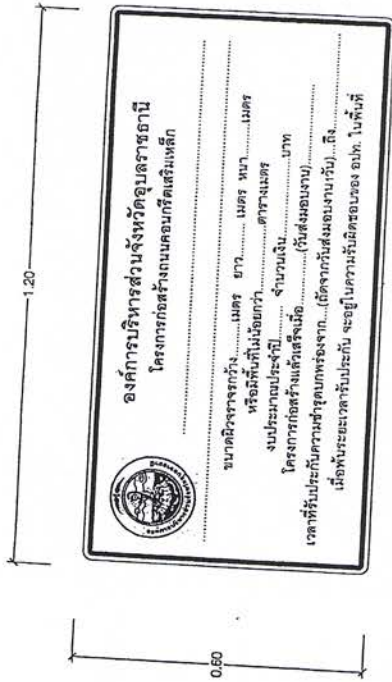 1.20
องค์การบริหารส่วนจังหวัดอุบลราชธานี
โครงการก่อสร้างถนนคอนกรีตเสริมเหล็ก
ขนาดผิวจราจรกว้าง..........เมตร ยาว.......... เมตร หนา..........เมตร
หรือมีพื้นที่ไม่น้อยกว่า....................ตารางเมตร
งบประมาณประจำปี.......... จำนวนเงิน....................บาท
โครงการก่อสร้างแล้วเสร็จเมื่อ....................(วันส่งมอบงาน)....................
เวลาที่รับประกันความชำรุดบกพร่องจาก....(ถัดจากวันส่งมอบงาน1วัน)....ถึง..........
เมื่อพ้นระยะเวลารับประกัน จะอยู่ในความรับผิดชอบของ อปท. ในพื้นที่
0.60